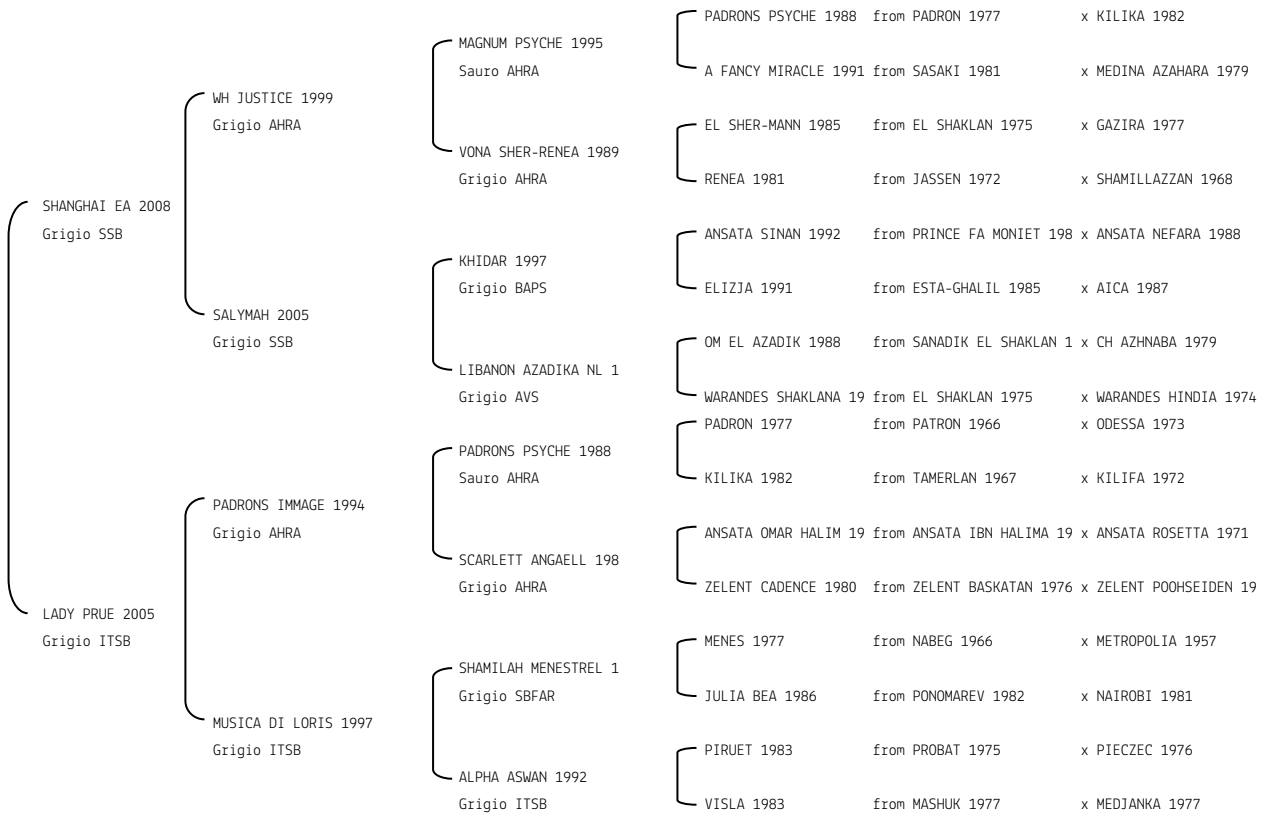 PADRONS PSYCHE 1988 from PADRON 1977 x KILIKA 1982
MAGNUM PSYCHE 1995
Sauro AHRA
A FANCY MIRACLE 1991 from SASAKI 1981 x MEDINA AZAHARA 1979
WH JUSTICE 1999
Grigio AHRA
EL SHER-MANN 1985 from EL SHAKLAN 1975 x GAZIRA 1977
VONA SHER-RENEA 1989
Grigio AHRA
RENEA 1981 from JASSEN 1972 x SHAMILLAZZAN 1968
SHANGHAI EA 2008
Grigio SSB
ANSATA SINAN 1992 from PRINCE FA MONIET 198 x ANSATA NEFARA 1988
KHIDAR 1997
Grigio BAPS
ELIZJA 1991 from ESTA-GHALIL 1985 x AICA 1987
SALYMAH 2005
Grigio SSB
OM EL AZADIK 1988 from SANADIK EL SHAKLAN 1 x CH AZHNABA 1979
LIBANON AZADIKA NL 1
Grigio AVS
WARANDES SHAKLANA 19 from EL SHAKLAN 1975 x WARANDES HINDIA 1974
PADRON 1977 from PATRON 1966 x ODESSA 1973
PADRONS PSYCHE 1988
Sauro AHRA
KILIKA 1982 from TAMERLAN 1967 x KILIFA 1972
PADRONS IMMAGE 1994
Grigio AHRA
ANSATA OMAR HALIM 19 from ANSATA IBN HALIMA 19 x ANSATA ROSETTA 1971
SCARLETT ANGAELL 198
Grigio AHRA
ZELENT CADENCE 1980 from ZELENT BASKATAN 1976 x ZELENT POOHSEIDEN 19
LADY PRUE 2005
Grigio ITSB
MENES 1977 from NABEG 1966 x METROPOLIA 1957
SHAMILAH MENESTREL 1
Grigio SBFAR
JULIA BEA 1986 from PONOMAREV 1982 x NAIROBI 1981
MUSICA DI LORIS 1997
Grigio ITSB
PIRUET 1983 from PROBAT 1975 x PIECZEC 1976
ALPHA ASWAN 1992
Grigio ITSB
VISLA 1983 from MASHUK 1977 x MEDJANKA 1977